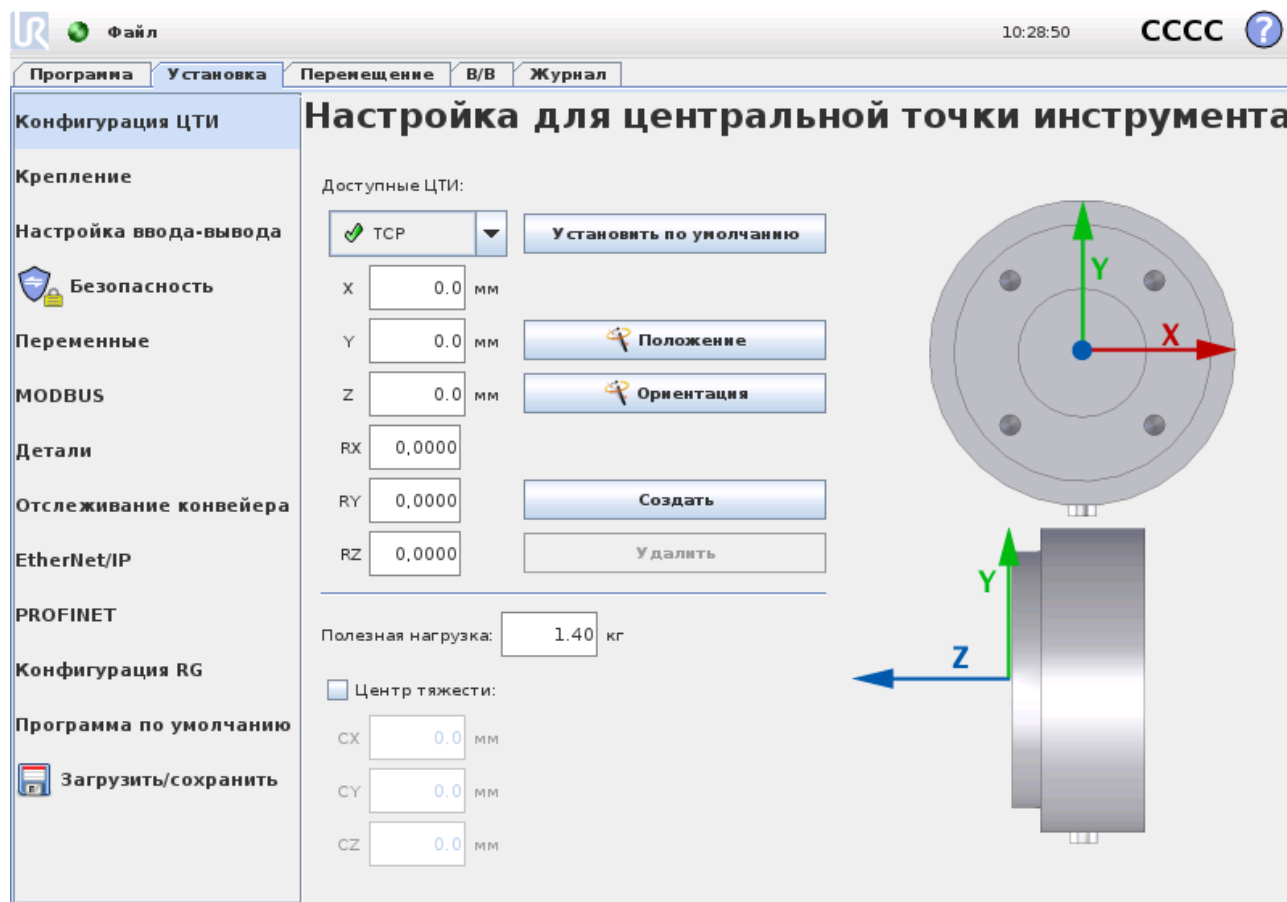 UR Файл 10:28:50 CCCC ?
Программа Установка Перемещение В/В Журнал
Конфигурация ЦТИ
Крепление
Настройка ввода-вывода
Безопасность
Переменные
MODBUS
Детали
Отслеживание конвейера
EtherNet/IP
PROFINET
Конфигурация RG
Программа по умолчанию
Загрузить/сохранить
Настройка для центральной точки инструмента
Доступные ЦТИ:
TCP Установить по умолчанию
X 0.0 мм
Y 0.0 мм Положение
Z 0.0 мм Ориентация
RX 0,0000
RY 0,0000 Создать
RZ 0,0000 Удалить
Полезная нагрузка: 1.40 кг
Центр тяжести:
CX 0.0 мм
CY 0.0 мм
CZ 0.0 мм
Y
X
Y
Z